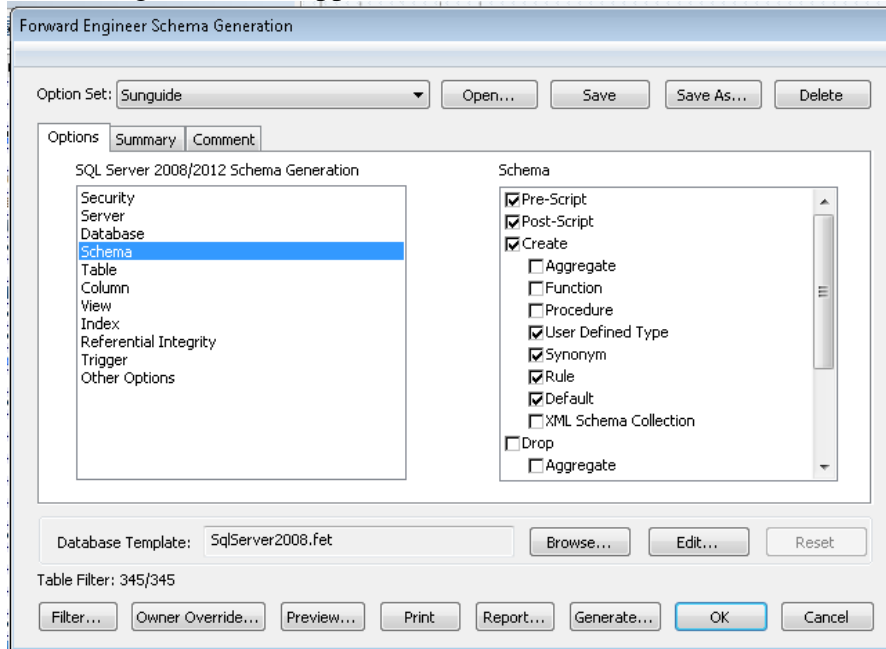 Forward Engineer Schema Generation
Option Set: Sunguide Open... Save Save As... Delete
Options Summary Comment
SQL Server 2008/2012 Schema Generation
Security
Server
Database
Schema
Table
Column
View
Index
Referential Integrity
Trigger
Other Options
Schema
Pre-Script
Post-Script
Create
Aggregate
Function
Procedure
User Defined Type
Synonym
Rule
Default
XML Schema Collection
Drop
Aggregate
Database Template: SqlServer2008.fet Browse... Edit... Reset
Table Filter: 345/345
Filter... Owner Override... Preview... Print Report... Generate... OK Cancel